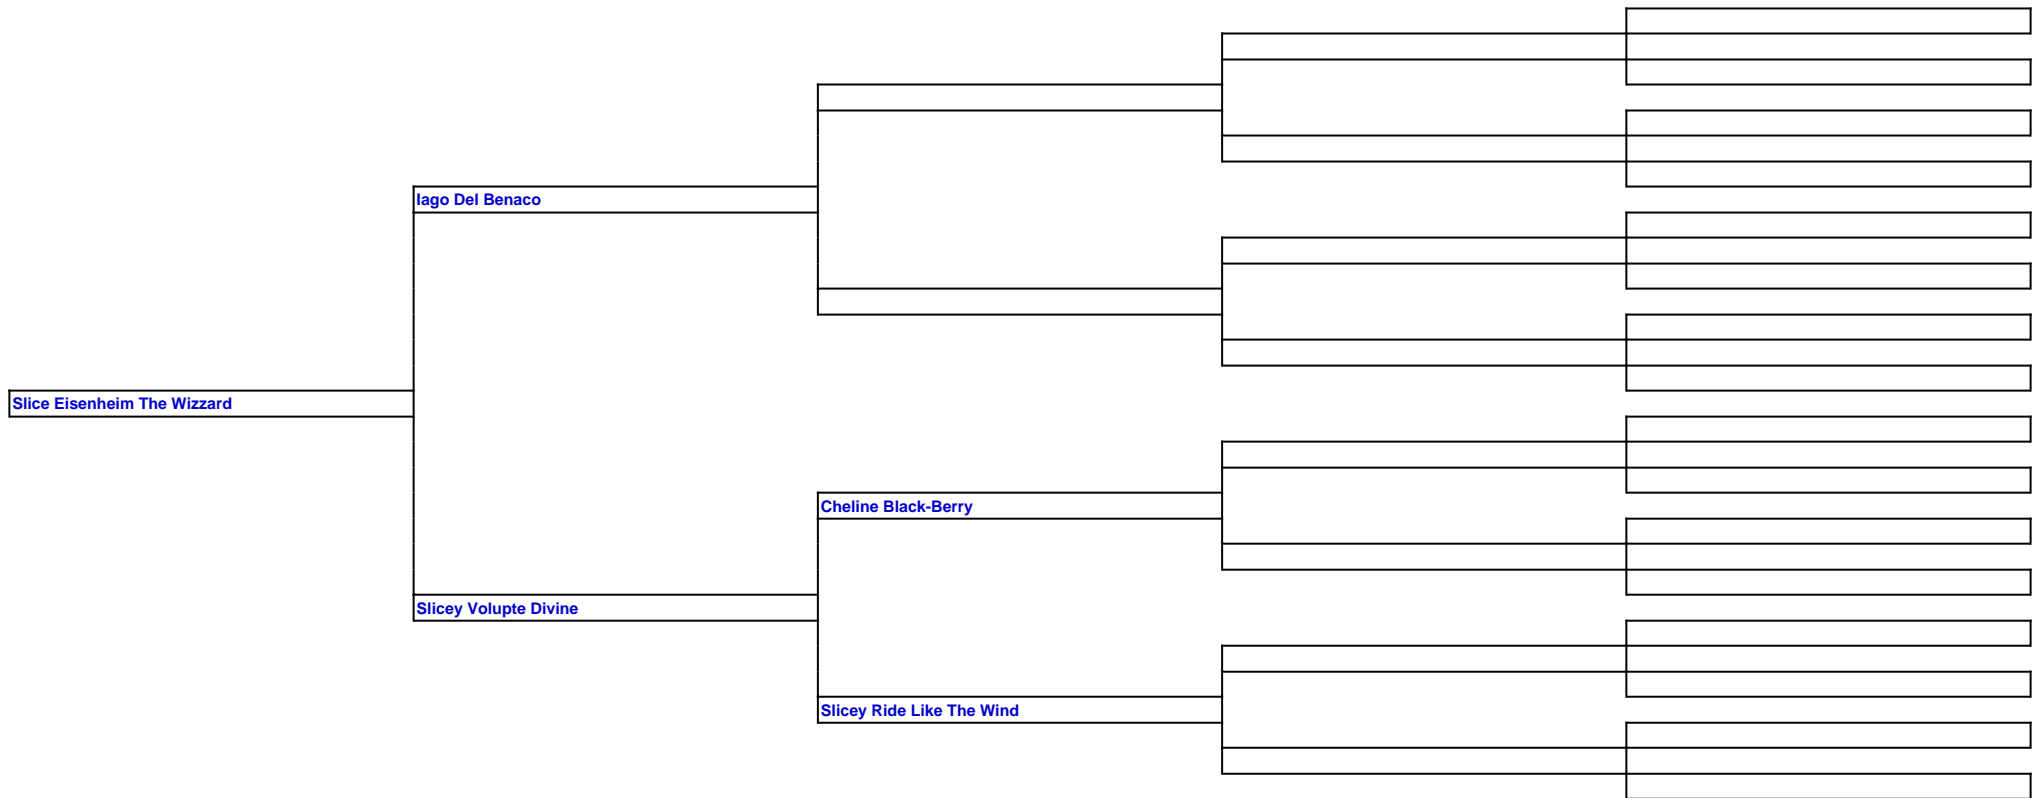 Iago Del Benaco
Slice Eisenheim The Wizzard
Cheline Black-Berry
Slicey Volupte Divine
Slicey Ride Like The Wind